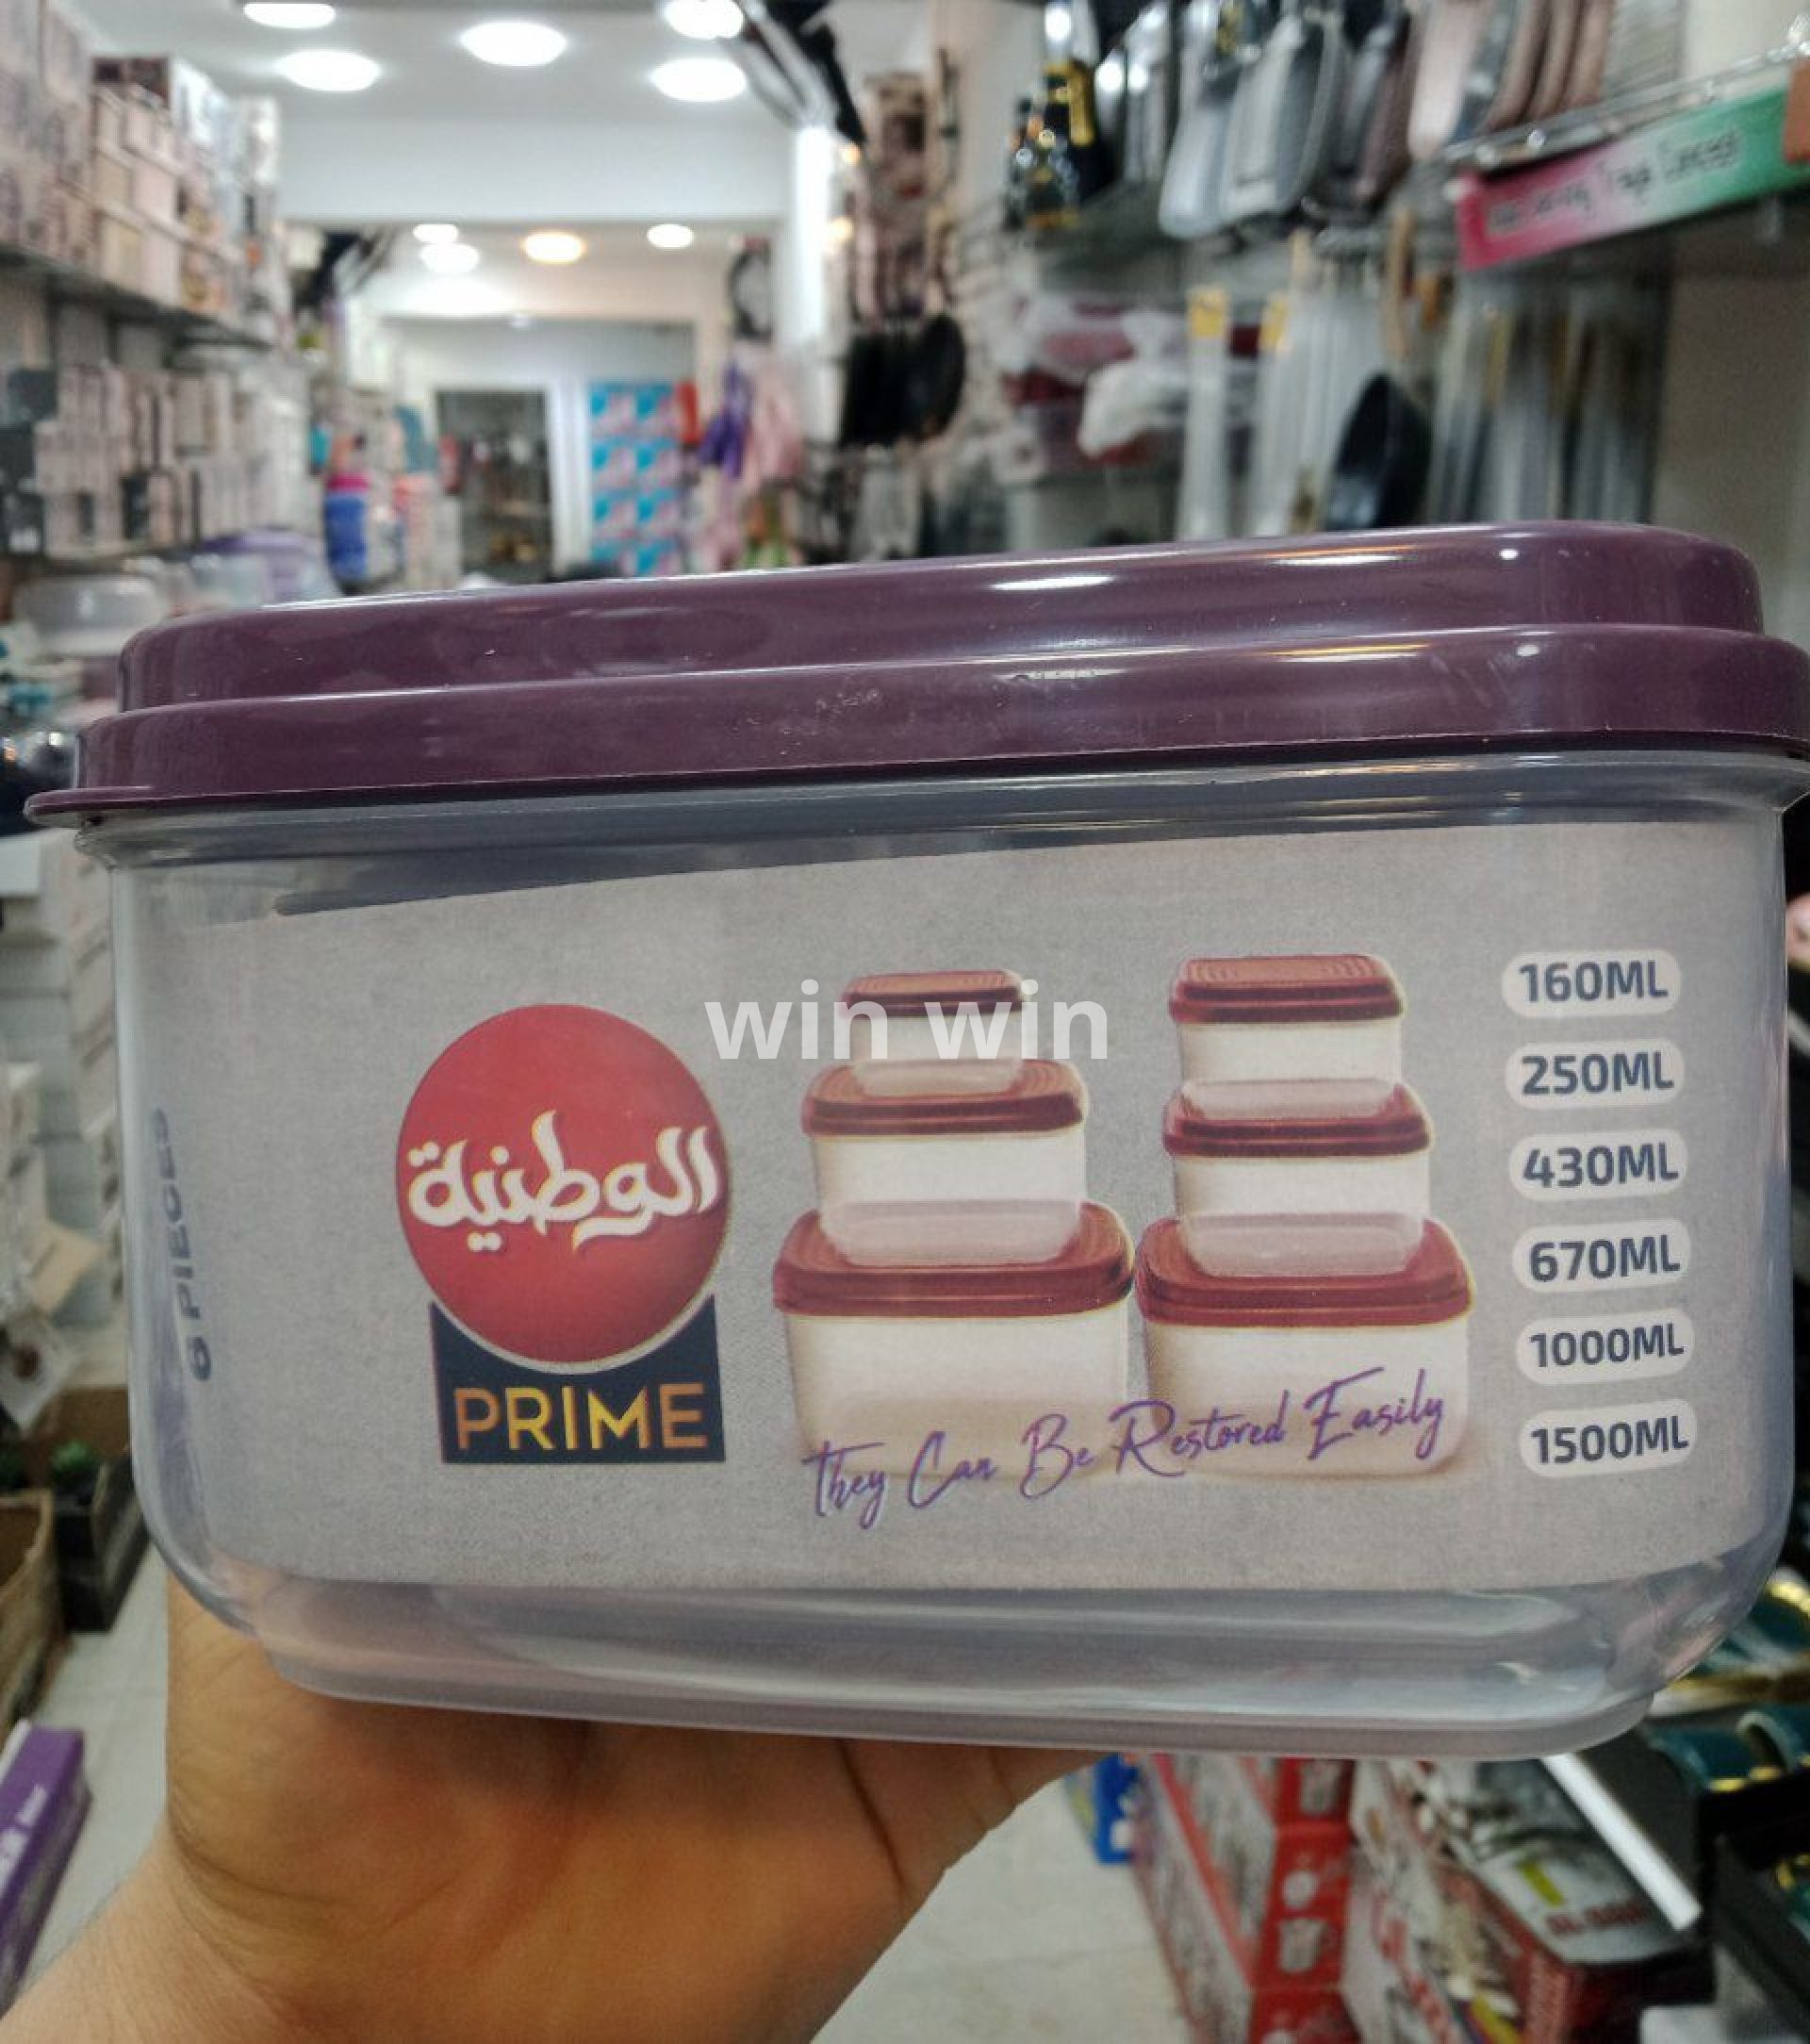 win win
الوطنية
PRIME
They Can Be Restored Easily
160ML
250ML
430ML
670ML
1000ML
1500ML
6 PIECES